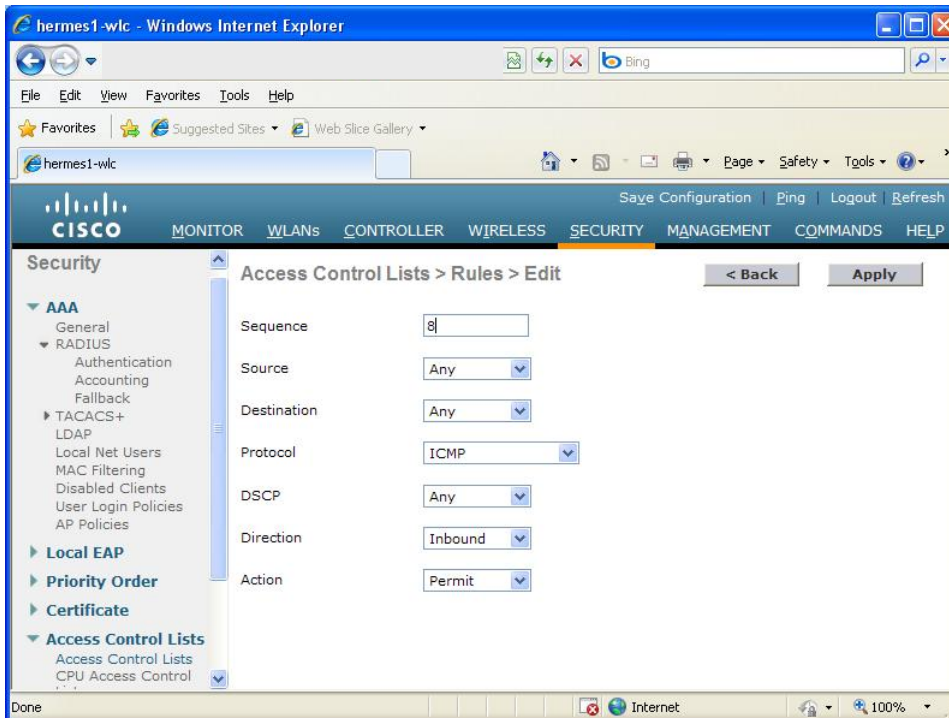 hermes1-wlc - Windows Internet Explorer
Bing
File Edit View Favorites Tools Help
Favorites Suggested Sites Web Slice Gallery
hermes1-wlc Page Safety Tools
Save Configuration | Ping | Logout | Refresh
CISCO MONITOR WLANs CONTROLLER WIRELESS SECURITY MANAGEMENT COMMANDS HELP
Security
AAA
General
RADIUS
Authentication
Accounting
Fallback
TACACS+
LDAP
Local Net Users
MAC Filtering
Disabled Clients
User Login Policies
AP Policies
Local EAP
Priority Order
Certificate
Access Control Lists
Access Control Lists
CPU Access Control
Access Control Lists > Rules > Edit < Back Apply
Sequence 8
Source Any
Destination Any
Protocol ICMP
DSCP Any
Direction Inbound
Action Permit
Done Internet 100%